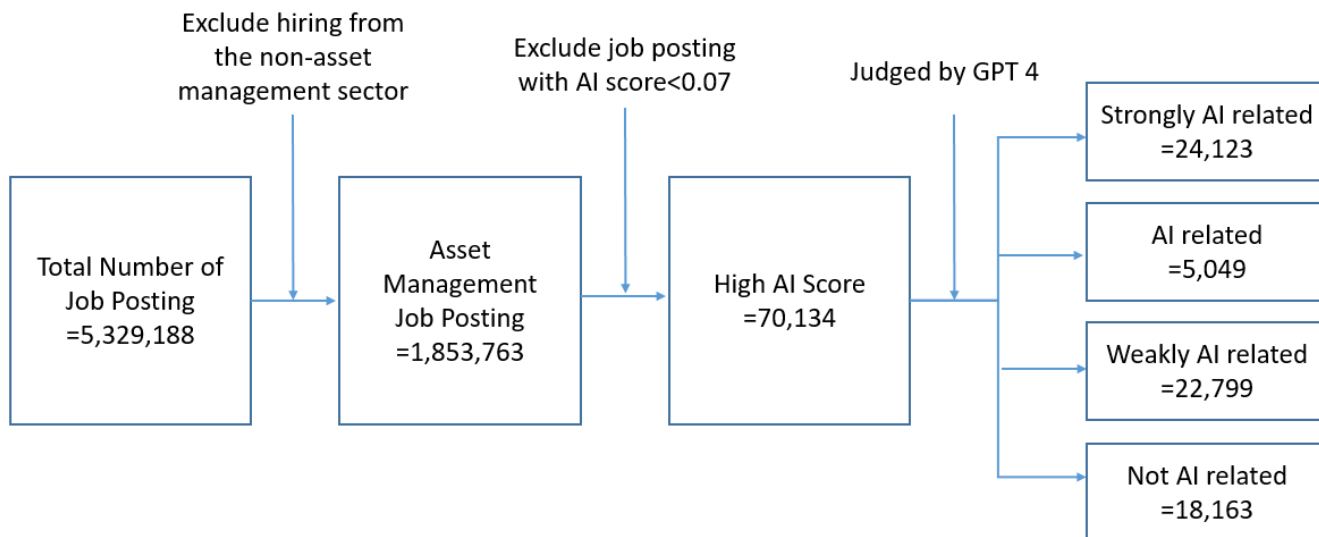 Exclude hiring from
the non-asset
management sector
Exclude job posting
with AI score<0.07
Judged by GPT 4
Total Number of
Job Posting
=5,329,188
Asset
Management
Job Posting
=1,853,763
High AI Score
=70,134
Strongly AI related
=24,123
AI related
=5,049
Weakly AI related
=22,799
Not AI related
=18,163